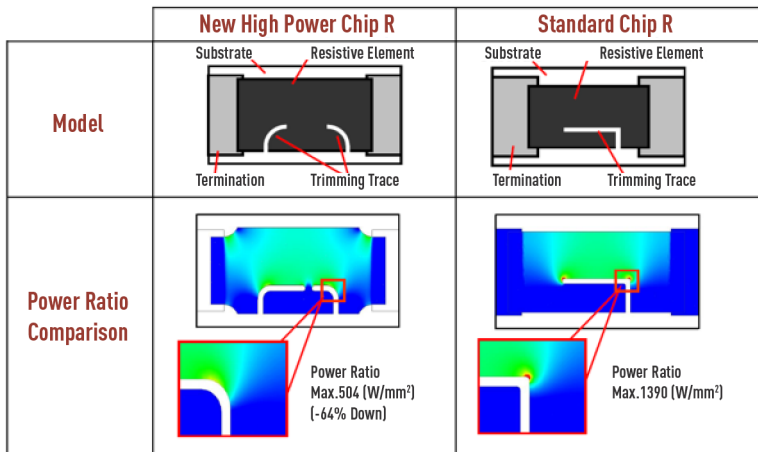 New High Power Chip R
Standard Chip R
Model
Substrate
Resistive Element
Termination
Trimming Trace
Substrate
Resistive Element
Termination
Trimming Trace
Power Ratio
Comparison
Power Ratio
Max.504 (W/mm²)
(-64% Down)
Power Ratio
Max.1390 (W/mm²)